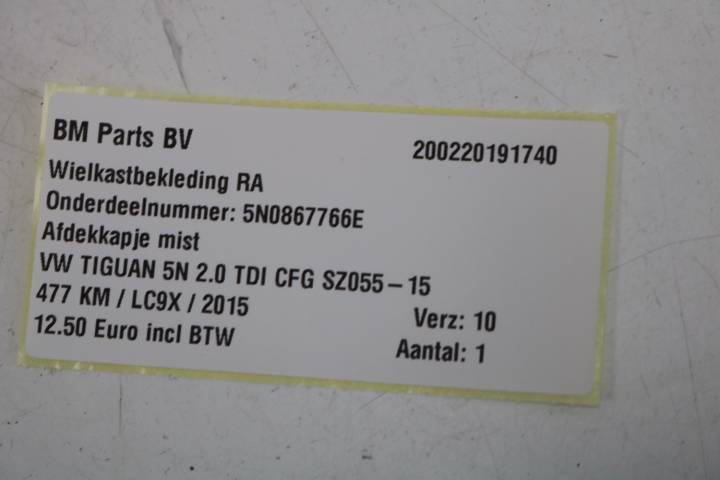 BM Parts BV 200220191740
Wielkastbekleding RA
Onderdeelnummer: 5N0867766E
Afdekkapje mist
VW TIGUAN 5N 2.0 TDI CFG SZ055-15
477 KM / LC9X / 2015 Verz: 10
12.50 Euro incl BTW Aantal: 1